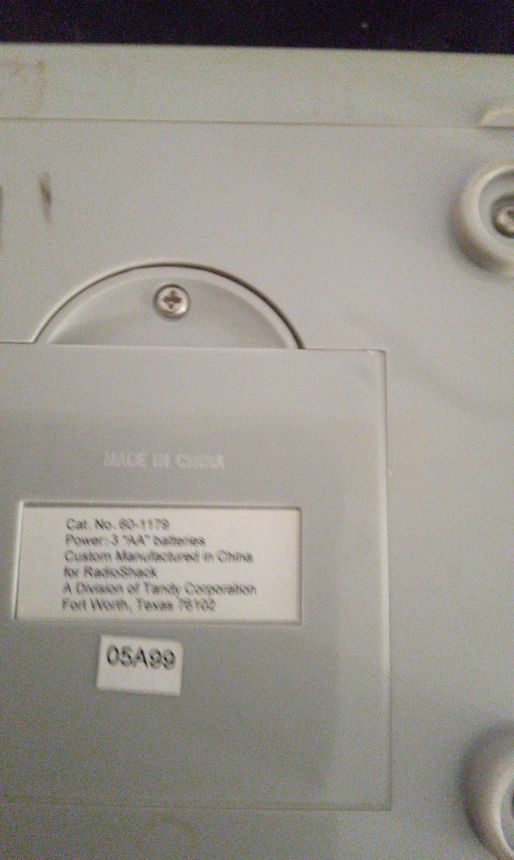 MADE IN CHINA
Cat. No. 60-1179
Power: 3 "AA" batteries
Custom Manufactured in China
for RadioShack
A Division of Tandy Corporation
Fort Worth, Texas 76102
05A99